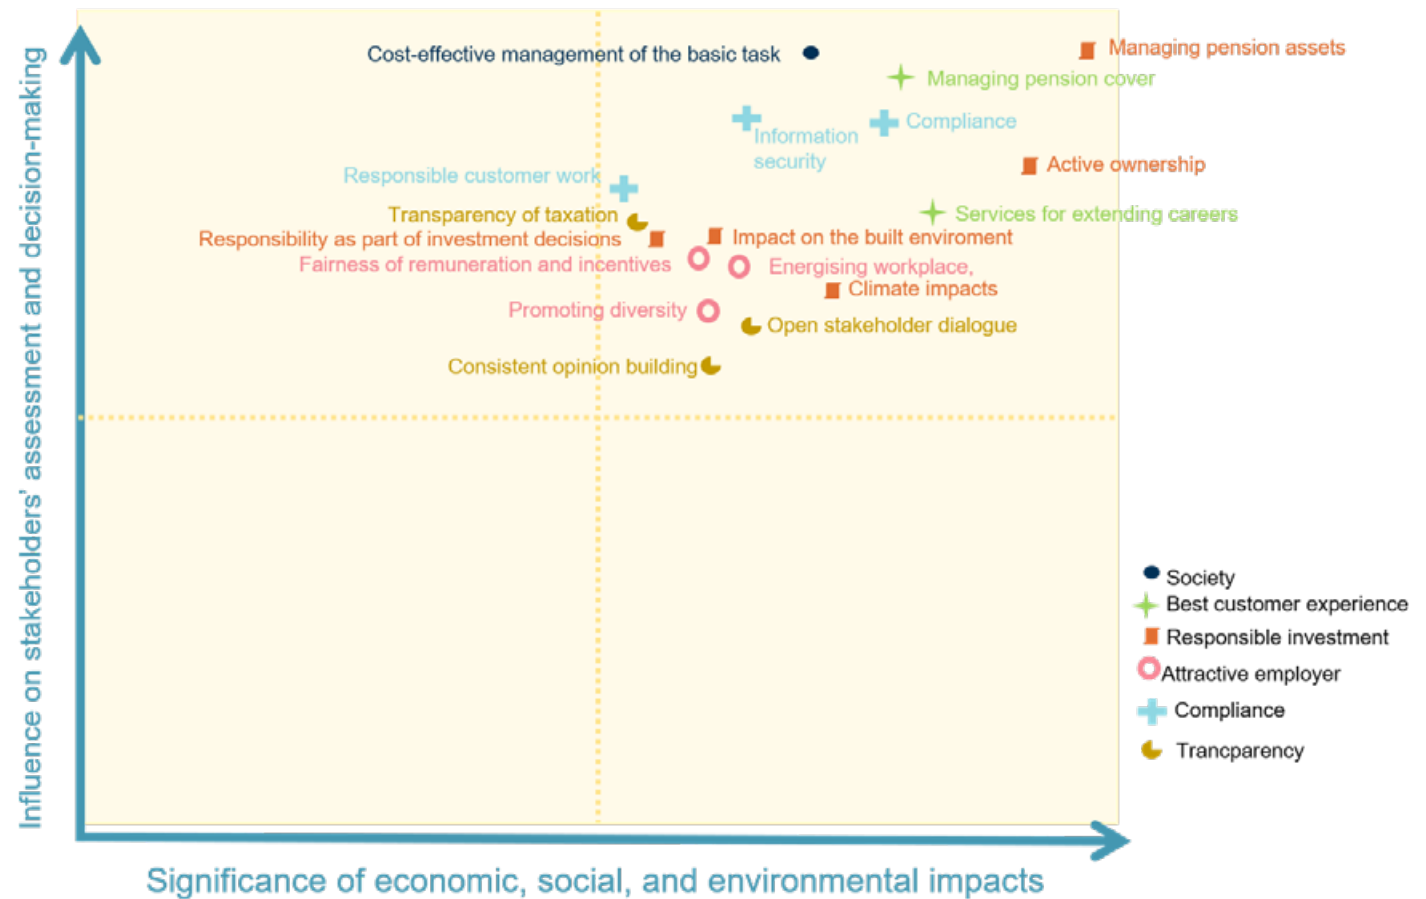 Influence on stakeholders' assessment and decision-making
Cost-effective management of the basic task
Managing pension assets
Managing pension cover
Information
security
Compliance
Active ownership
Responsible customer work
Transparency of taxation
Services for extending careers
Responsibility as part of investment decisions
Impact on the built enviroment
Fairness of remuneration and incentives
Energising workplace,
Climate impacts
Promoting diversity
Open stakeholder dialogue
Consistent opinion building
Society
Best customer experience
Responsible investment
Attractive employer
Compliance
Trancparency
Significance of economic, social, and environmental impacts